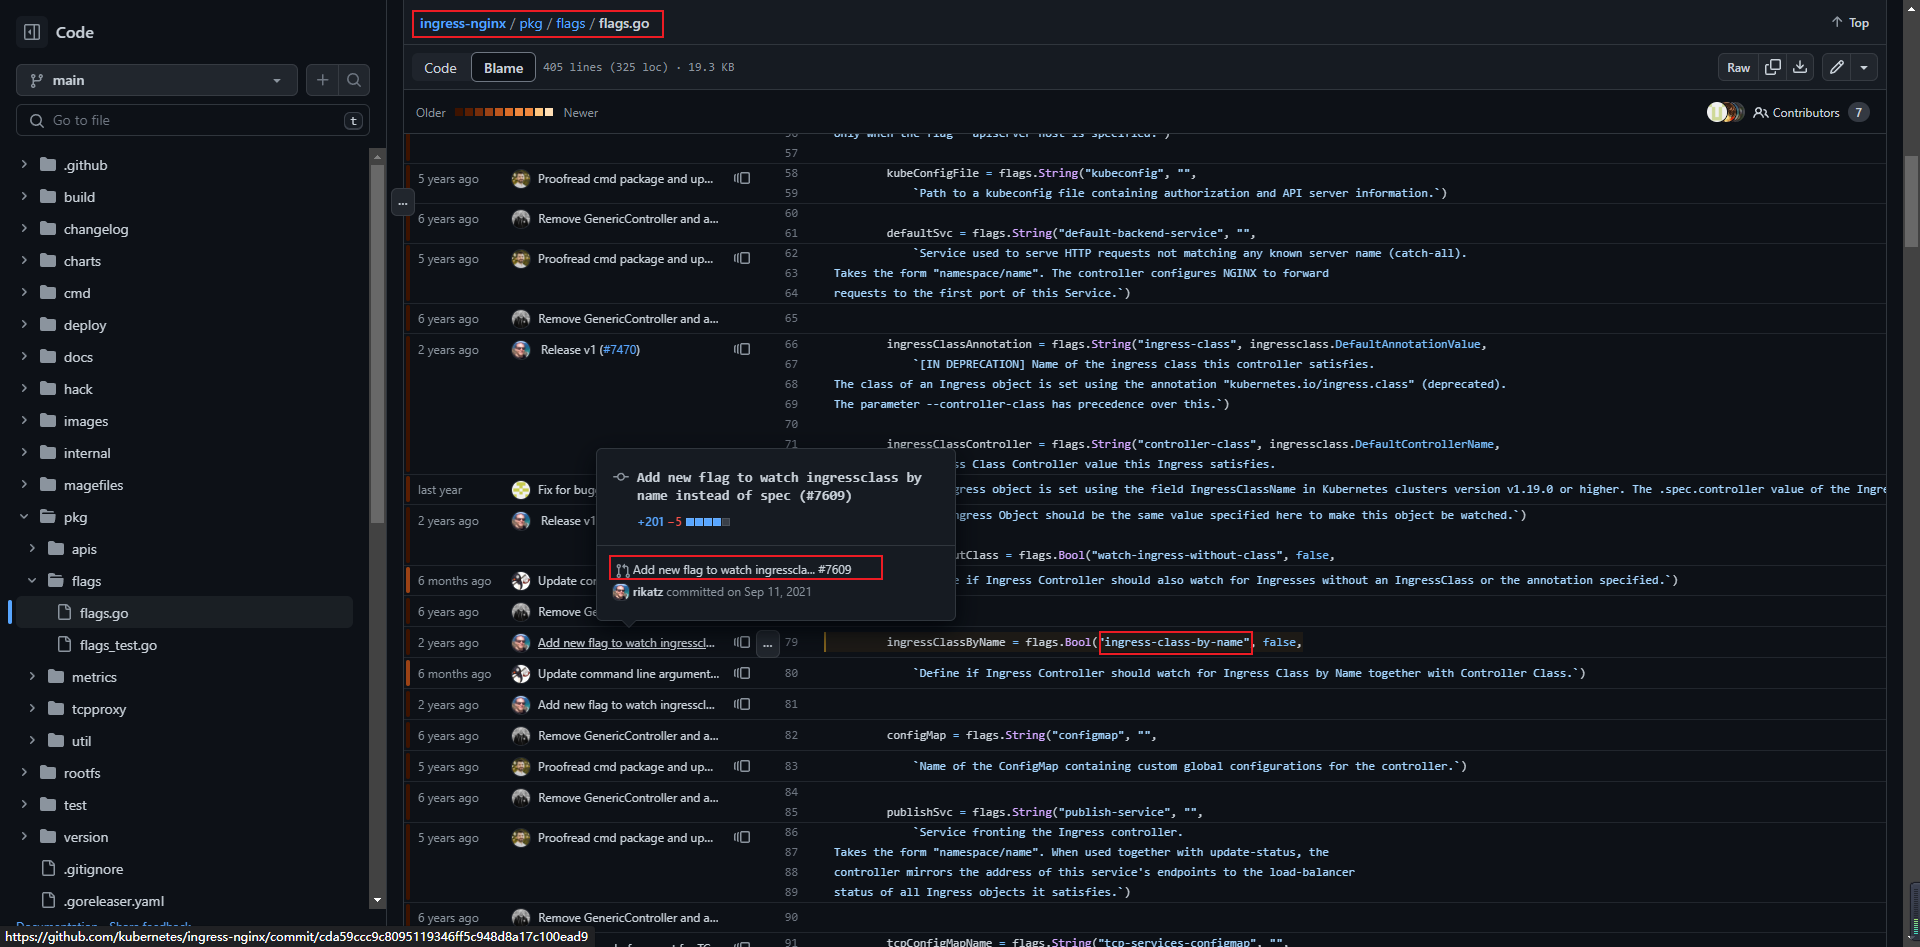 Code
main
Go to file
t
.github
build
changelog
charts
cmd
deploy
docs
hack
images
internal
magefiles
pkg
apis
flags
flags.go
flags_test.go
metrics
tcpproxy
util
rootfs
test
version
.gitignore
.goreleaser.yaml
https://github.com/kubernetes/ingress-nginx/commit/cda59ccc9c8095119346ff5c948d8a17c100ead9
ingress-nginx / pkg / flags / flags.go
Top
Code Blame 405 lines (325 loc) · 19.3 KB
Raw
Older Newer
Contributors 7
only when the flag --apiserver-host is specified.`)
57
5 years ago Proofread cmd package and up... 58 kubeConfigFile = flags.String("kubeconfig", "",
59 `Path to a kubeconfig file containing authorization and API server information.`)
6 years ago Remove GenericController and a... 60
61 defaultSvc = flags.String("default-backend-service", "",
5 years ago Proofread cmd package and up... 62 `Service used to serve HTTP requests not matching any known server name (catch-all).
63 Takes the form "namespace/name". The controller configures NGINX to forward
64 requests to the first port of this Service.`)
6 years ago Remove GenericController and a... 65
2 years ago Release v1 (#7470) 66 ingressClassAnnotation = flags.String("ingress-class", ingressclass.DefaultAnnotationValue,
67 `[IN DEPRECATION] Name of the ingress class this controller satisfies.
68 The class of an Ingress object is set using the annotation "kubernetes.io/ingress.class" (deprecated).
69 The parameter --controller-class has precedence over this.`)
70
71 ingressClassController = flags.String("controller-class", ingressclass.DefaultControllerName,
s Class Controller value this Ingress satisfies.
last year Fix for bug gress object is set using the field IngressClassName in Kubernetes clusters version v1.19.0 or higher. The .spec.controller value of the Ingre
2 years ago Release v1 ngress Object should be the same value specified here to make this object be watched.`)
utClass = flags.Bool("watch-ingress-without-class", false,
6 months ago Update co e if Ingress Controller should also watch for Ingresses without an IngressClass or the annotation specified.`)
6 years ago Remove Ge
Add new flag to watch ingressclass by
name instead of spec (#7609)
+201 −5
Add new flag to watch ingresscla... #7609
rikatz committed on Sep 11, 2021
2 years ago Add new flag to watch ingresscl... ... 79 ingressClassByName = flags.Bool("ingress-class-by-name", false,
6 months ago Update command line argument... 80 `Define if Ingress Controller should watch for Ingress Class by Name together with Controller Class.`)
2 years ago Add new flag to watch ingresscl... 81
6 years ago Remove GenericController and a... 82 configMap = flags.String("configmap", "",
5 years ago Proofread cmd package and up... 83 `Name of the ConfigMap containing custom global configurations for the controller.`)
6 years ago Remove GenericController and a... 84
85 publishSvc = flags.String("publish-service", "",
5 years ago Proofread cmd package and up... 86 `Service fronting the Ingress controller.
87 Takes the form "namespace/name". When used together with update-status, the
88 controller mirrors the address of this service's endpoints to the load-balancer
89 status of all Ingress objects it satisfies.`)
6 years ago Remove GenericController and a... 90
91 tcpConfigMapName = flags.String("tcp-services-configmap", "",